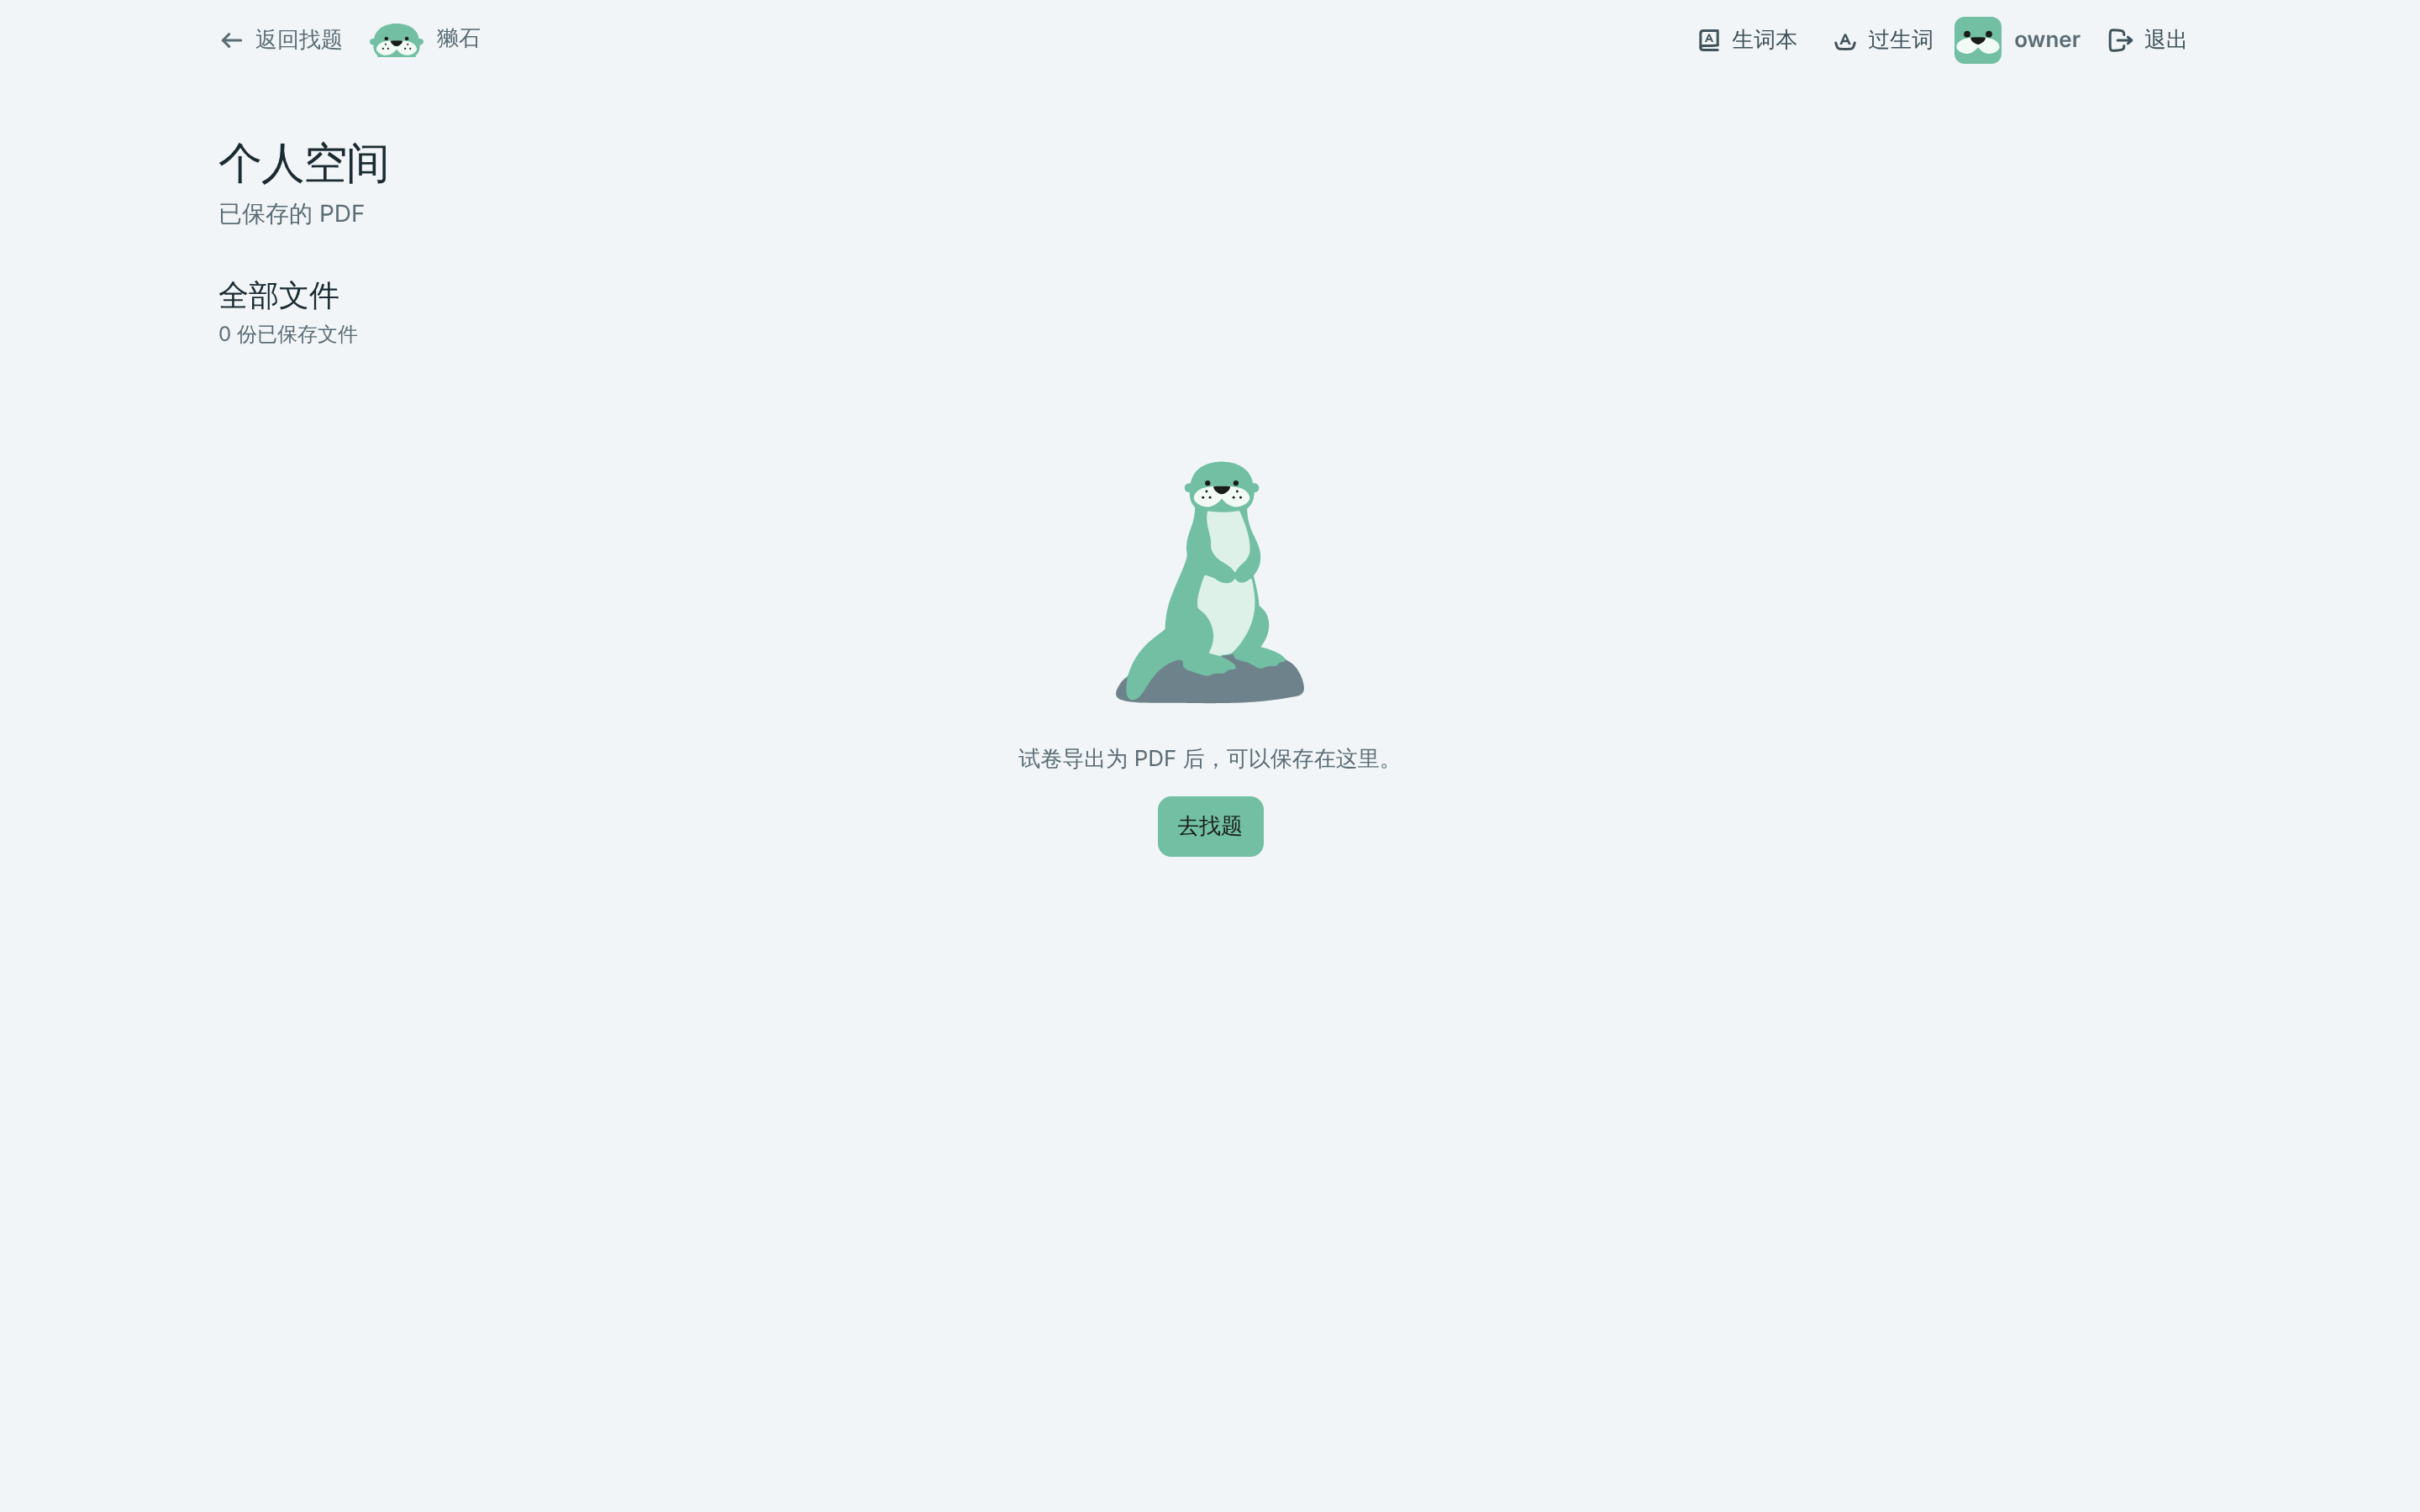 返回找题
獭石
生词本
过生词
owner
退出
个人空间
已保存的 PDF
全部文件
0 份已保存文件
试卷导出为 PDF 后，可以保存在这里。
去找题